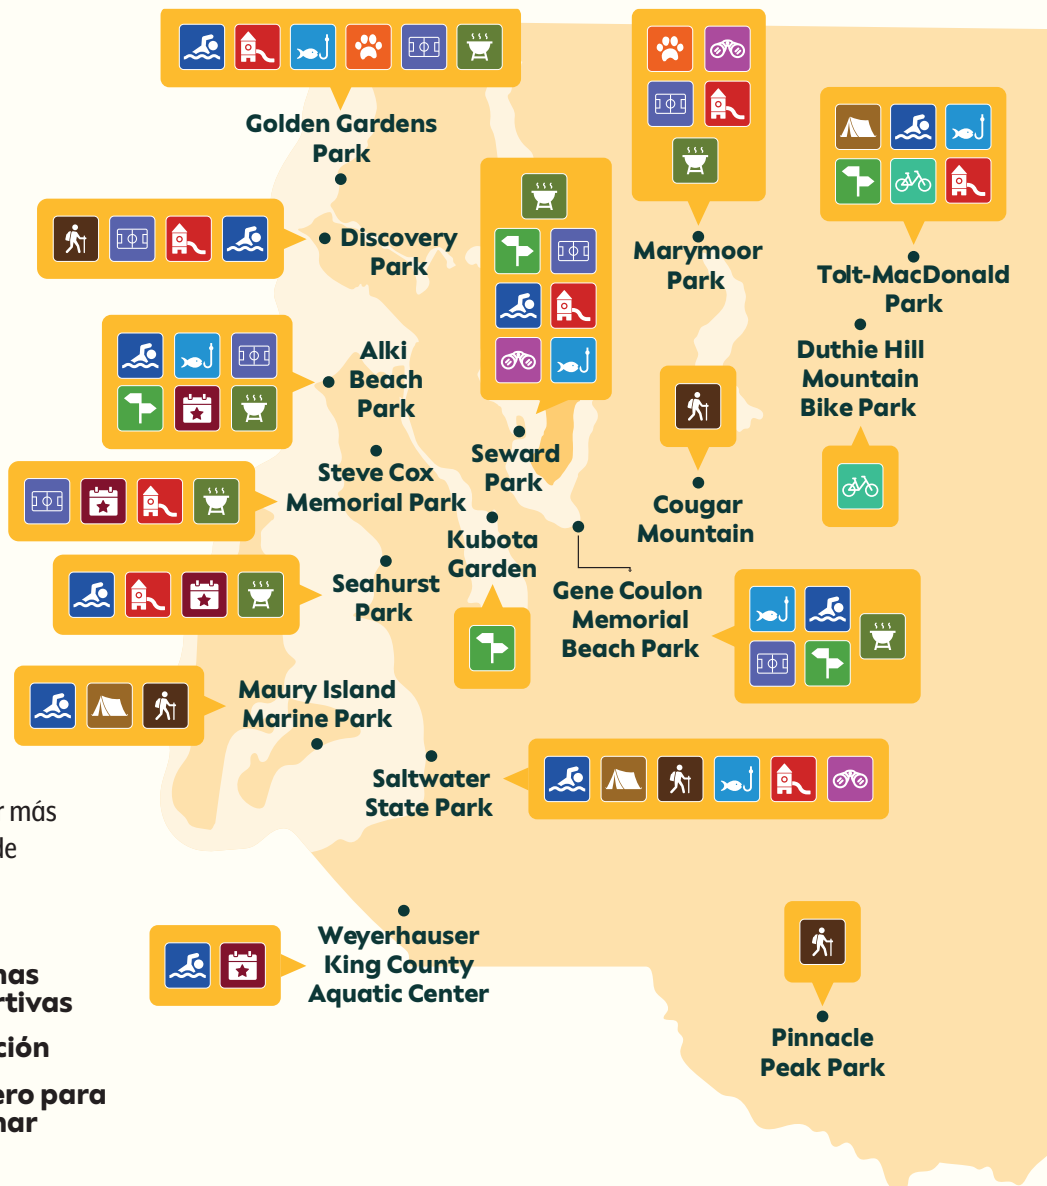 Golden Gardens
Park
Discovery
Park
Marymoor
Park
Tolt-MacDonald
Park
Alki
Beach
Park
Duthie Hill
Mountain
Bike Park
Seward
Park
Steve Cox
Memorial Park
Cougar
Mountain
Kubota
Garden
Seahurst
Park
Gene Coulon
Memorial
Beach Park
Maury Island
Marine Park
Saltwater
State Park
r más
de
Weyerhauser
King County
Aquatic Center
nas
rtivas
ción
ero para
nar
Pinnacle
Peak Park